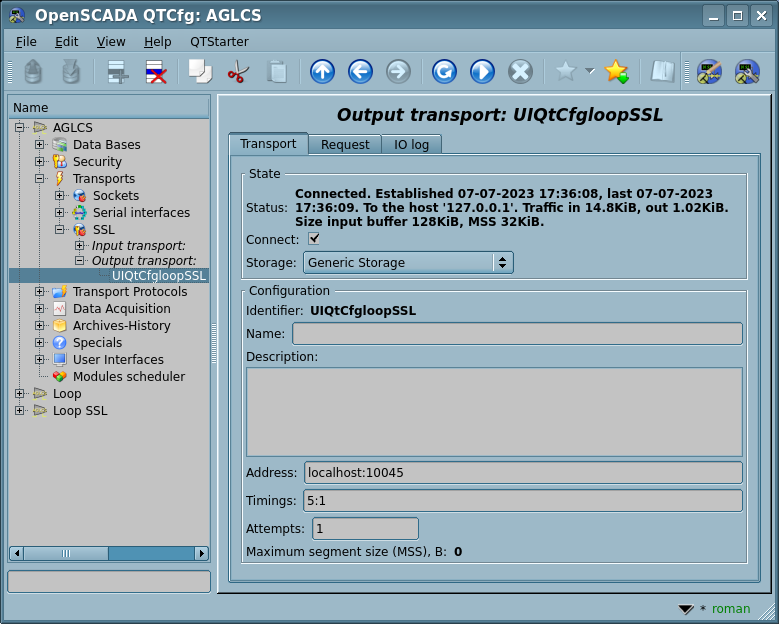 OpenSCADA QTCfg: AGLCS
File Edit View Help QTStarter
Name
AGLCS
Data Bases
Security
Transports
Sockets
Serial interfaces
SSL
Input transport:
Output transport:
UIQtCfgloopSSL
Transport Protocols
Data Acquisition
Archives-History
Specials
User Interfaces
Modules scheduler
Loop
Loop SSL
Output transport: UIQtCfgloopSSL
Transport Request IO log
State
Status: Connected. Established 07-07-2023 17:36:08, last 07-07-2023
17:36:09. To the host '127.0.0.1'. Traffic in 14.8KiB, out 1.02KiB.
Size input buffer 128KiB, MSS 32KiB.
Connect:
Storage: Generic Storage
Configuration
Identifier: UIQtCfgloopSSL
Name:
Description:
Address: localhost:10045
Timings: 5:1
Attempts: 1
Maximum segment size (MSS), B: 0
* roman